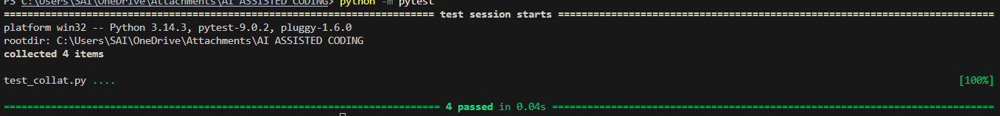 PS C:\Users\SAI\OneDrive\Attachments\AI ASSISTED CODING> python -m pytest
============================================================================ test session starts ============================================================================
platform win32 -- Python 3.14.3, pytest-9.0.2, pluggy-1.6.0
rootdir: C:\Users\SAI\OneDrive\Attachments\AI ASSISTED CODING
collected 4 items
test_collat.py .... [100%]
============================================================================= 4 passed in 0.04s =============================================================================